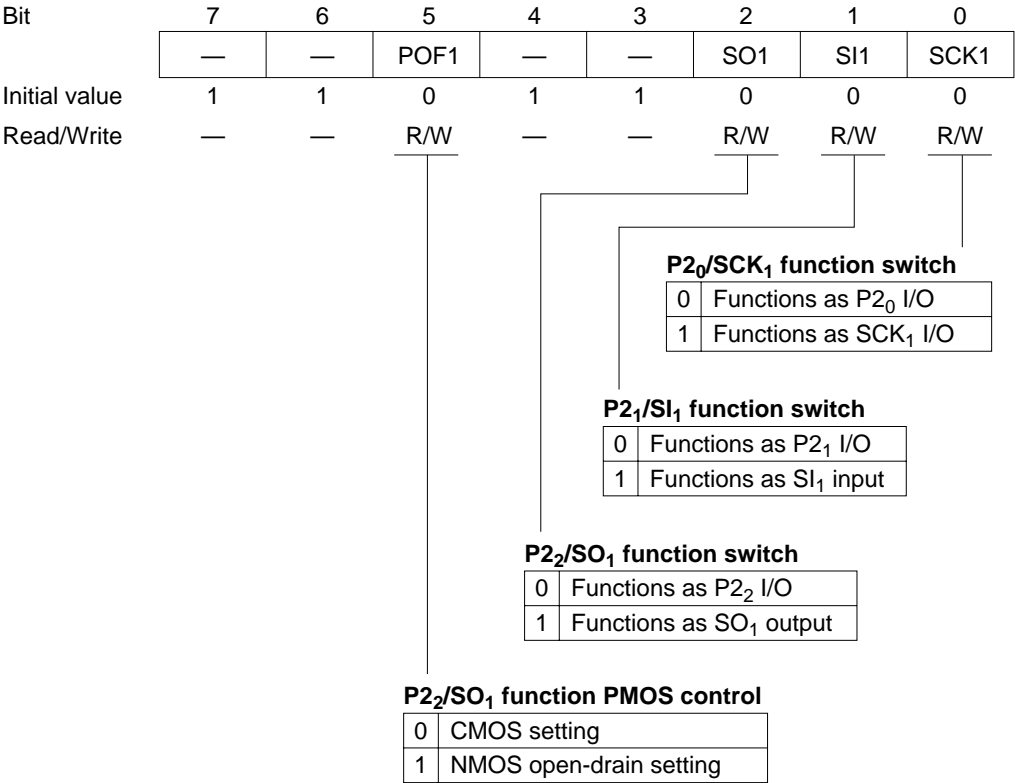 Bit 7 6 5 4 3 2 1 0
— — POF1 — — SO1 SI1 SCK1
Initial value 1 1 0 1 1 0 0 0
Read/Write — — R/W — — R/W R/W R/W
P2₀/SCK₁ function switch
0 Functions as P2₀ I/O
1 Functions as SCK₁ I/O
P2₁/SI₁ function switch
0 Functions as P2₁ I/O
1 Functions as SI₁ input
P2₂/SO₁ function switch
0 Functions as P2₂ I/O
1 Functions as SO₁ output
P2₂/SO₁ function PMOS control
0 CMOS setting
1 NMOS open-drain setting